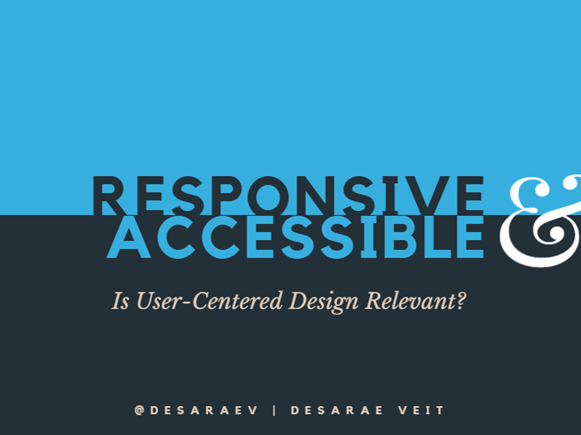 RESPONSIVE &
ACCESSIBLE
Is User-Centered Design Relevant?
@DESARAEV | DESARAE VEIT